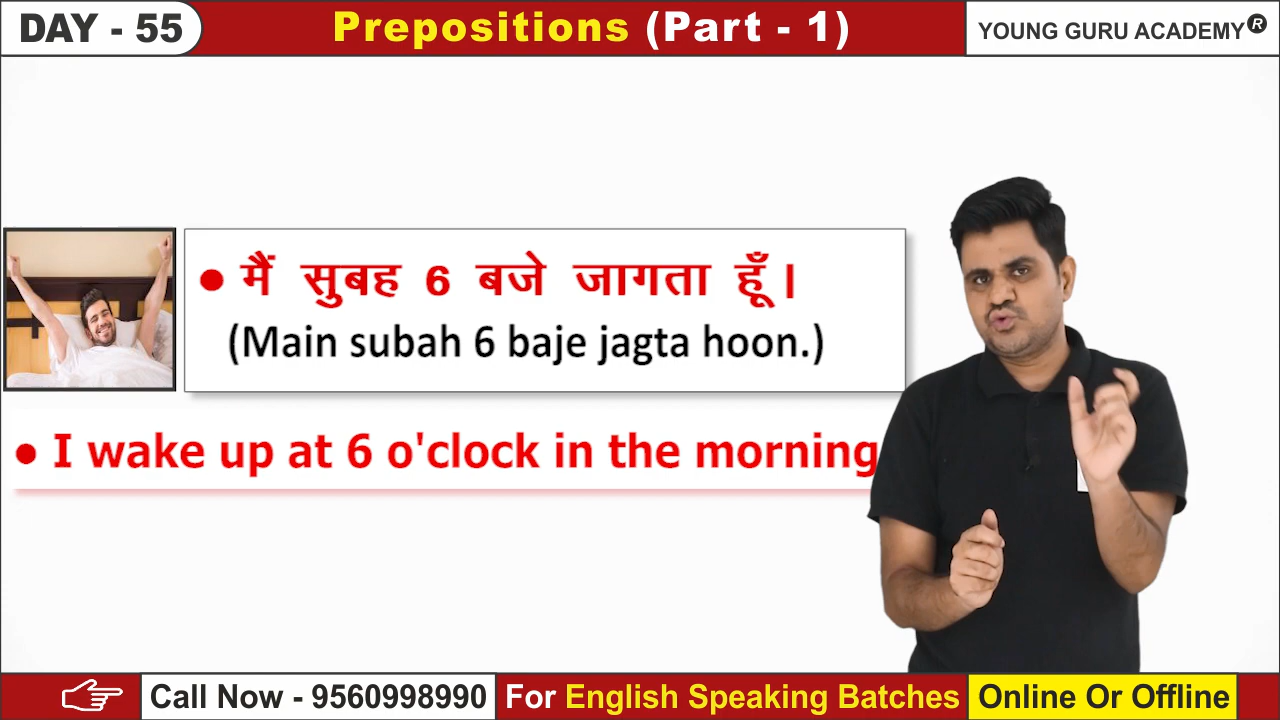 DAY - 55
Prepositions (Part - 1)
YOUNG GURU ACADEMY®
• मैं सुबह 6 बजे जागता हूँ।
(Main subah 6 baje jagta hoon.)
• I wake up at 6 o'clock in the morning
Call Now - 9560998990 For English Speaking Batches Online Or Offline